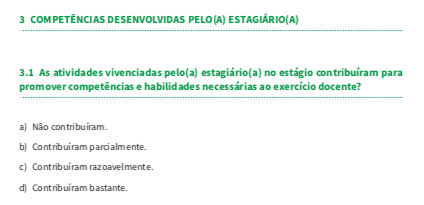 3 COMPETÊNCIAS DESENVOLVIDAS PELO(A) ESTAGIÁRIO(A)
3.1 As atividades vivenciadas pelo(a) estagiário(a) no estágio contribuíram para
promover competências e habilidades necessárias ao exercício docente?
a) Não contribuíram.
b) Contribuíram parcialmente.
c) Contribuíram razoavelmente.
d) Contribuíram bastante.